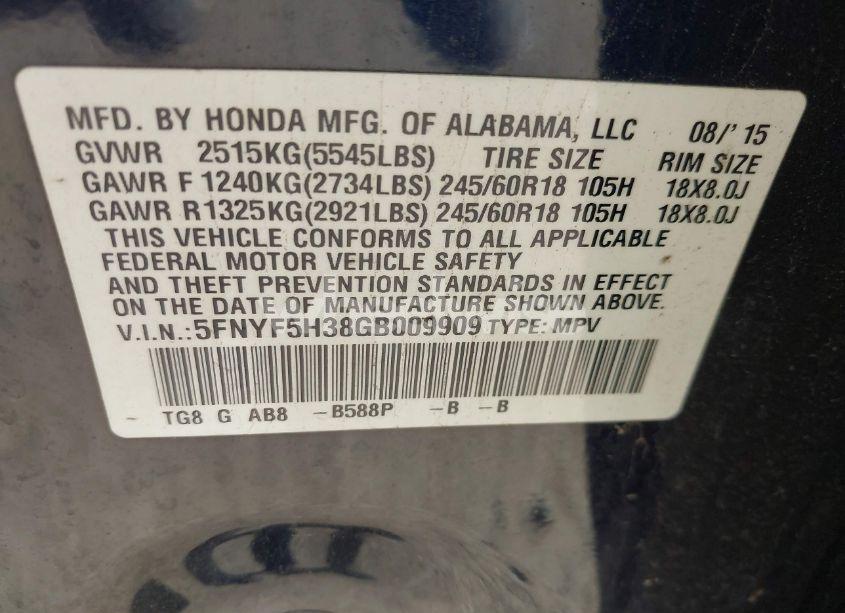 MFD. BY HONDA MFG. OF ALABAMA, LLC 08/'15
GVWR 2515KG(5545LBS) TIRE SIZE RIM SIZE
GAWR F 1240KG(2734LBS) 245/60R18 105H 18X8.0J
GAWR R1325KG(2921LBS) 245/60R18 105H 18X8.0J
THIS VEHICLE CONFORMS TO ALL APPLICABLE
FEDERAL MOTOR VEHICLE SAFETY
AND THEFT PREVENTION STANDARDS IN EFFECT
ON THE DATE OF MANUFACTURE SHOWN ABOVE.
V.I.N.:5FNYF5H38GB009909 TYPE: MPV
TG8 G AB8 -B588P -B -B